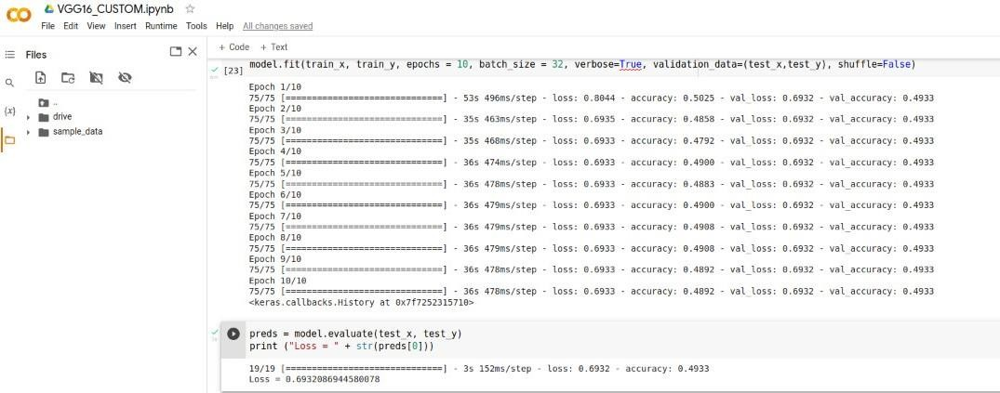 VGG16_CUSTOM.ipynb
File Edit View Insert Runtime Tools Help All changes saved
Files
+ Code + Text
{x}
..
drive
sample_data
[23] model.fit(train_x, train_y, epochs = 10, batch_size = 32, verbose=True, validation_data=(test_x,test_y), shuffle=False)
Epoch 1/10
75/75 [==============================] - 53s 496ms/step - loss: 0.8044 - accuracy: 0.5025 - val_loss: 0.6932 - val_accuracy: 0.4933
Epoch 2/10
75/75 [==============================] - 35s 463ms/step - loss: 0.6935 - accuracy: 0.4858 - val_loss: 0.6932 - val_accuracy: 0.4933
Epoch 3/10
75/75 [==============================] - 35s 468ms/step - loss: 0.6933 - accuracy: 0.4792 - val_loss: 0.6932 - val_accuracy: 0.4933
Epoch 4/10
75/75 [==============================] - 36s 474ms/step - loss: 0.6933 - accuracy: 0.4900 - val_loss: 0.6932 - val_accuracy: 0.4933
Epoch 5/10
75/75 [==============================] - 36s 478ms/step - loss: 0.6933 - accuracy: 0.4883 - val_loss: 0.6932 - val_accuracy: 0.4933
Epoch 6/10
75/75 [==============================] - 36s 479ms/step - loss: 0.6933 - accuracy: 0.4900 - val_loss: 0.6932 - val_accuracy: 0.4933
Epoch 7/10
75/75 [==============================] - 36s 479ms/step - loss: 0.6933 - accuracy: 0.4908 - val_loss: 0.6932 - val_accuracy: 0.4933
Epoch 8/10
75/75 [==============================] - 36s 479ms/step - loss: 0.6933 - accuracy: 0.4908 - val_loss: 0.6932 - val_accuracy: 0.4933
Epoch 9/10
75/75 [==============================] - 36s 478ms/step - loss: 0.6933 - accuracy: 0.4892 - val_loss: 0.6932 - val_accuracy: 0.4933
Epoch 10/10
75/75 [==============================] - 36s 478ms/step - loss: 0.6933 - accuracy: 0.4892 - val_loss: 0.6932 - val_accuracy: 0.4933
<keras.callbacks.History at 0x7f7252315710>
preds = model.evaluate(test_x, test_y)
print ("Loss = " + str(preds[0]))
19/19 [==============================] - 3s 152ms/step - loss: 0.6932 - accuracy: 0.4933
Loss = 0.6932086944580078